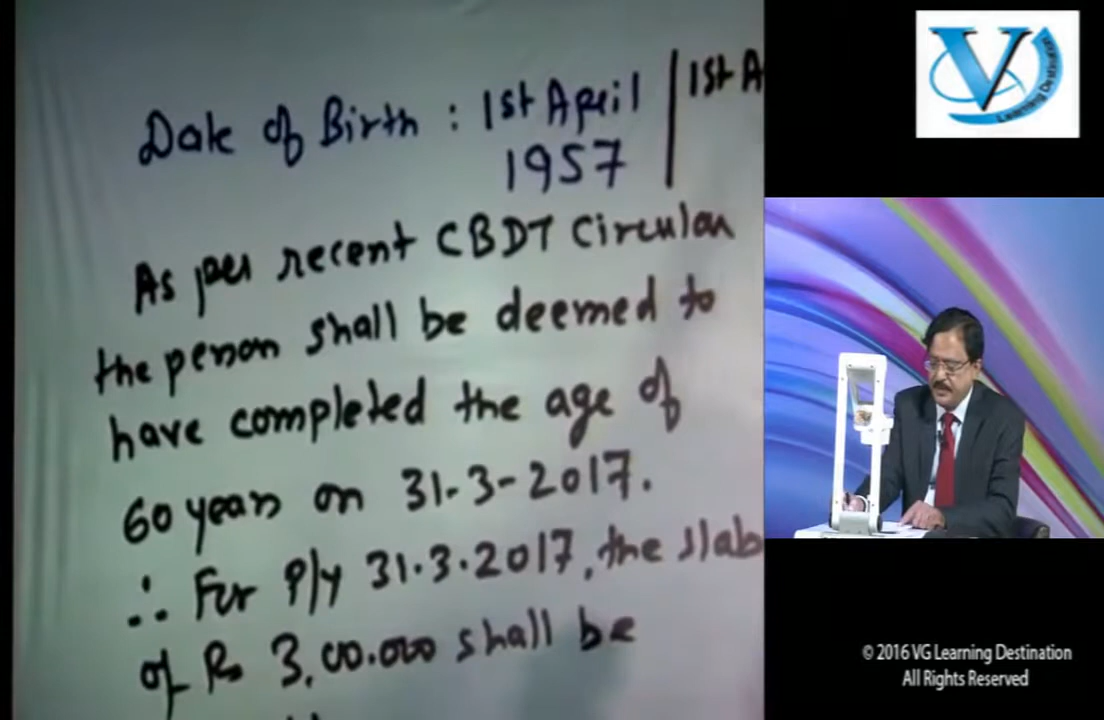 Date of Birth : 1st April | 1st A
1957
As per recent CBDT Circular
the person shall be deemed to
have completed the age of
60 years on 31-3-2017.
∴ For P/Y 31.3.2017, the slab
of Rs 3,00.000 shall be
V
Learning Destination
© 2016 VG Learning Destination
All Rights Reserved